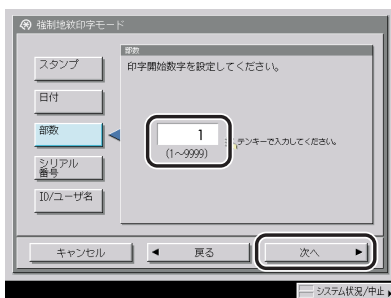 強制地紋印字モード
部数
スタンプ
印字開始数字を設定してください。
日付
部数
1
テンキーで入力してください。
(1～9999)
シリアル
番号
ID/ユーザ名
キャンセル
◀ 戻る
次へ ▶
システム状況/中止